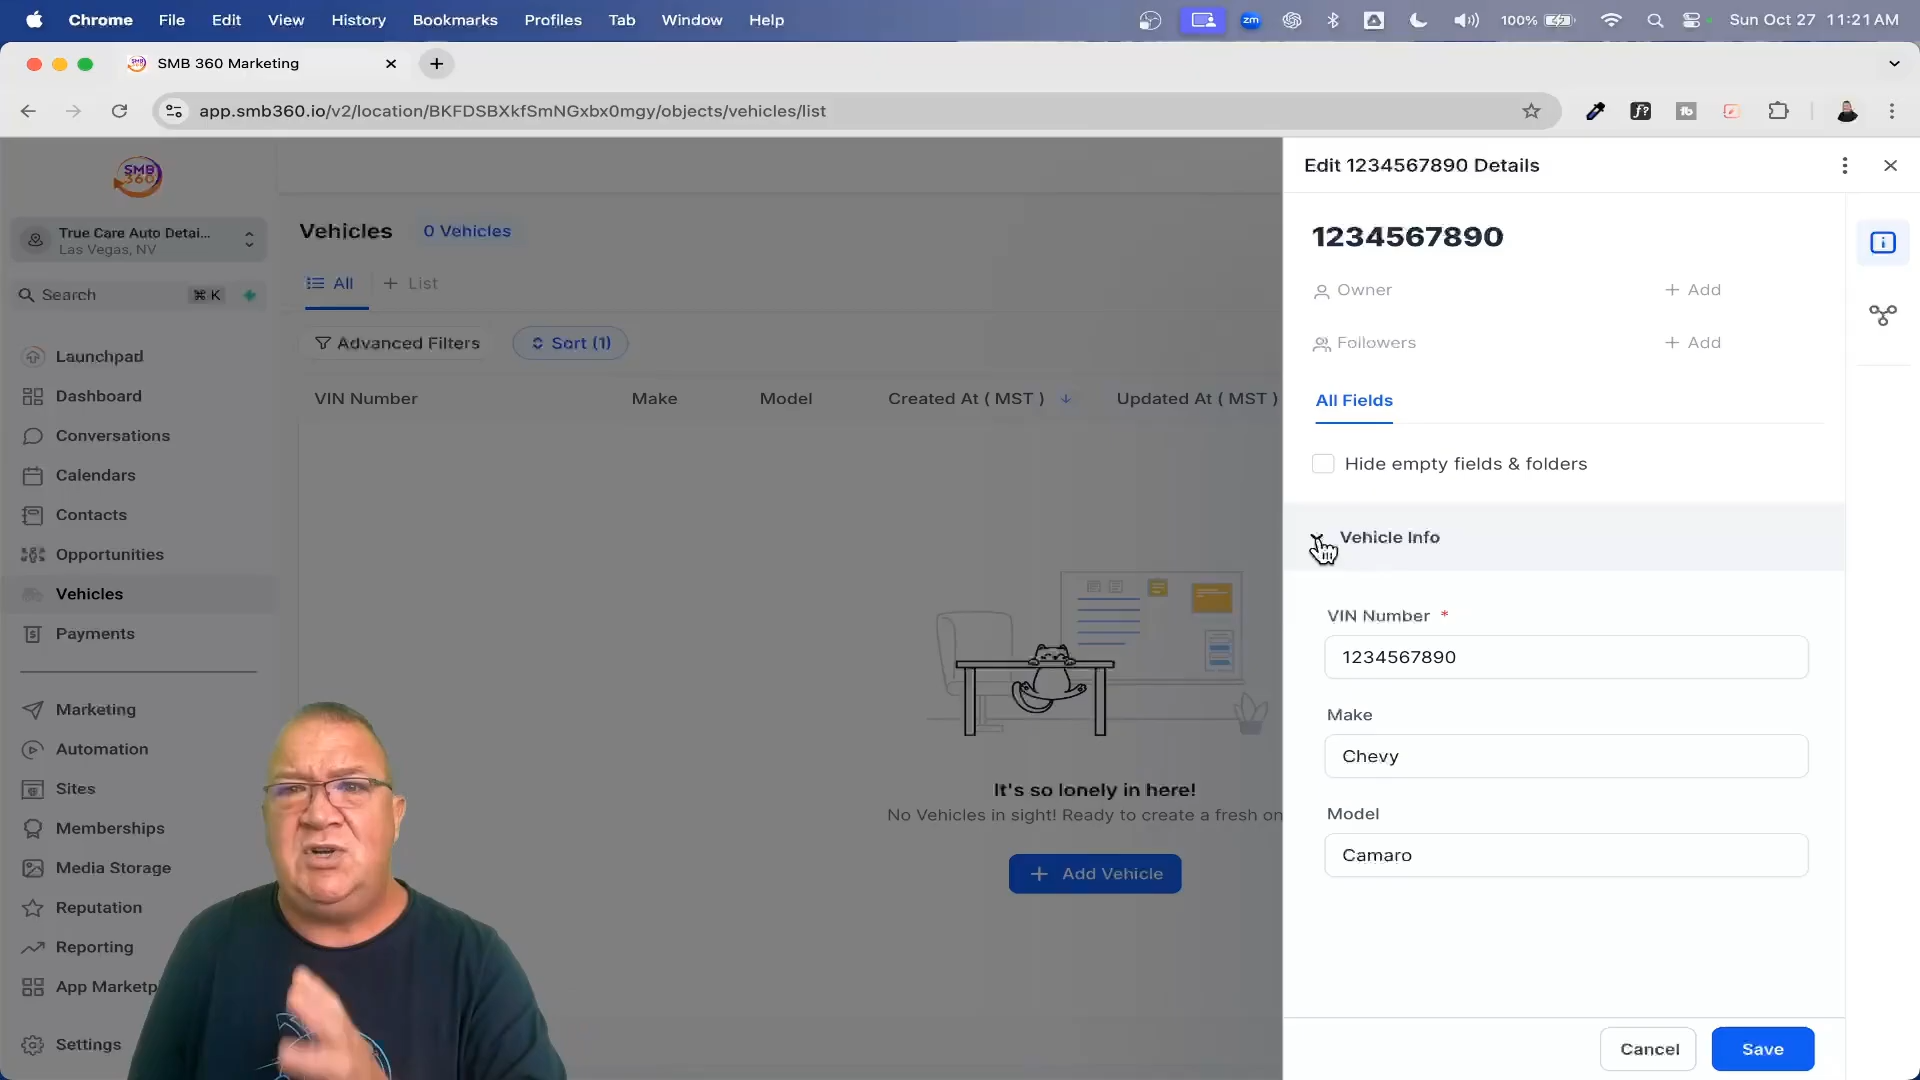 Chrome File Edit View History Bookmarks Profiles Tab Window Help
zm 100% Sun Oct 27 11:21 AM
SMB 360 Marketing
app.smb360.io/v2/location/BKFDSBXkfSmNGxbx0mgy/objects/vehicles/list
SMB
360
True Care Auto Detai...
Las Vegas, NV
Search ⌘ K
Launchpad
Dashboard
Conversations
Calendars
Contacts
Opportunities
Vehicles
Payments
Marketing
Automation
Sites
Memberships
Media Storage
Reputation
Reporting
App Marketp
Settings
Vehicles 0 Vehicles
All + List
Advanced Filters Sort (1)
VIN Number Make Model Created At ( MST ) Updated At ( MST )
It's so lonely in here!
No Vehicles in sight! Ready to create a fresh on
+ Add Vehicle
Edit 1234567890 Details
1234567890
Owner + Add
Followers + Add
All Fields
Hide empty fields & folders
Vehicle Info
VIN Number *
1234567890
Make
Chevy
Model
Camaro
Cancel Save